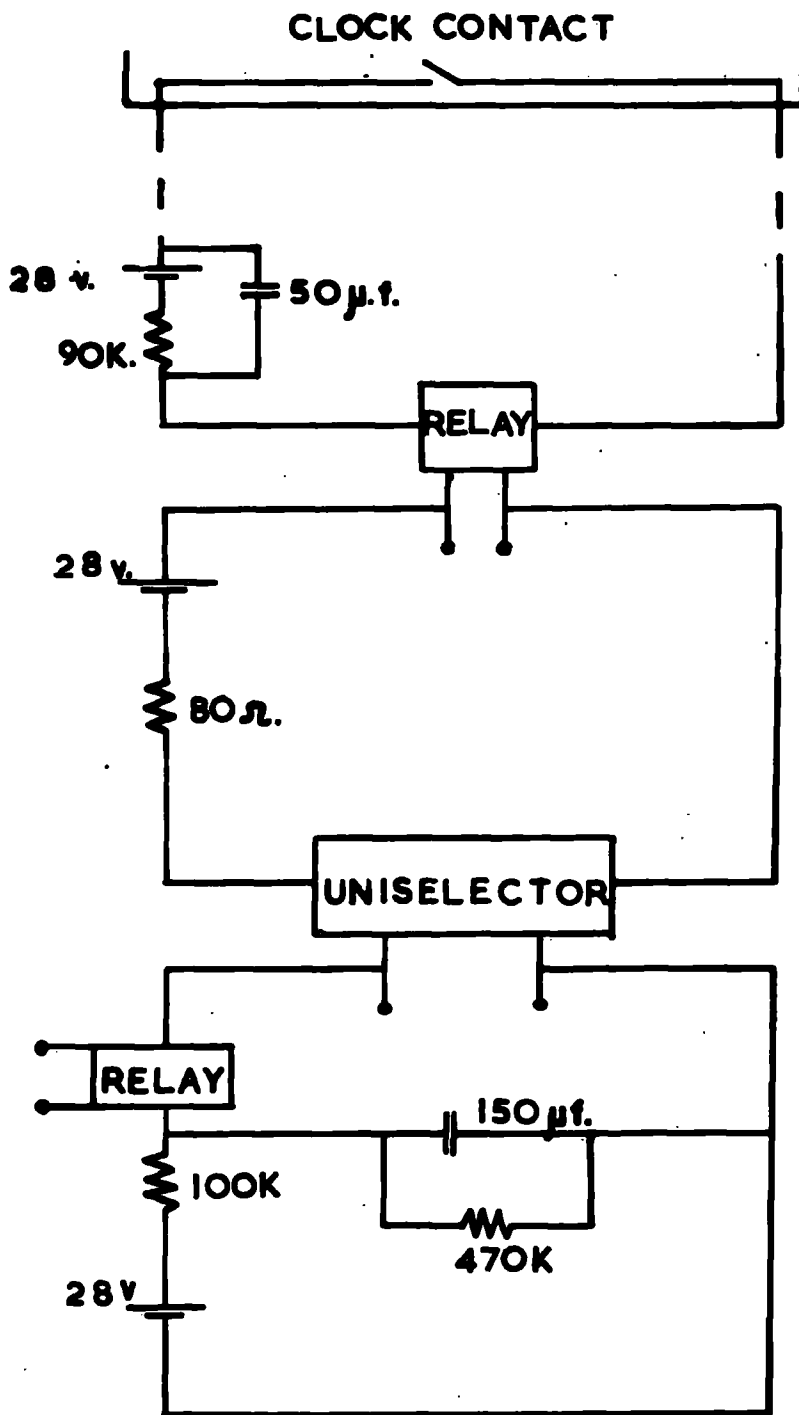 CLOCK CONTACT
28 v.
50 μ.f.
90K.
RELAY
28 v.
80 Ω.
UNISELECTOR
RELAY
150 μf.
100K
470K
28 V